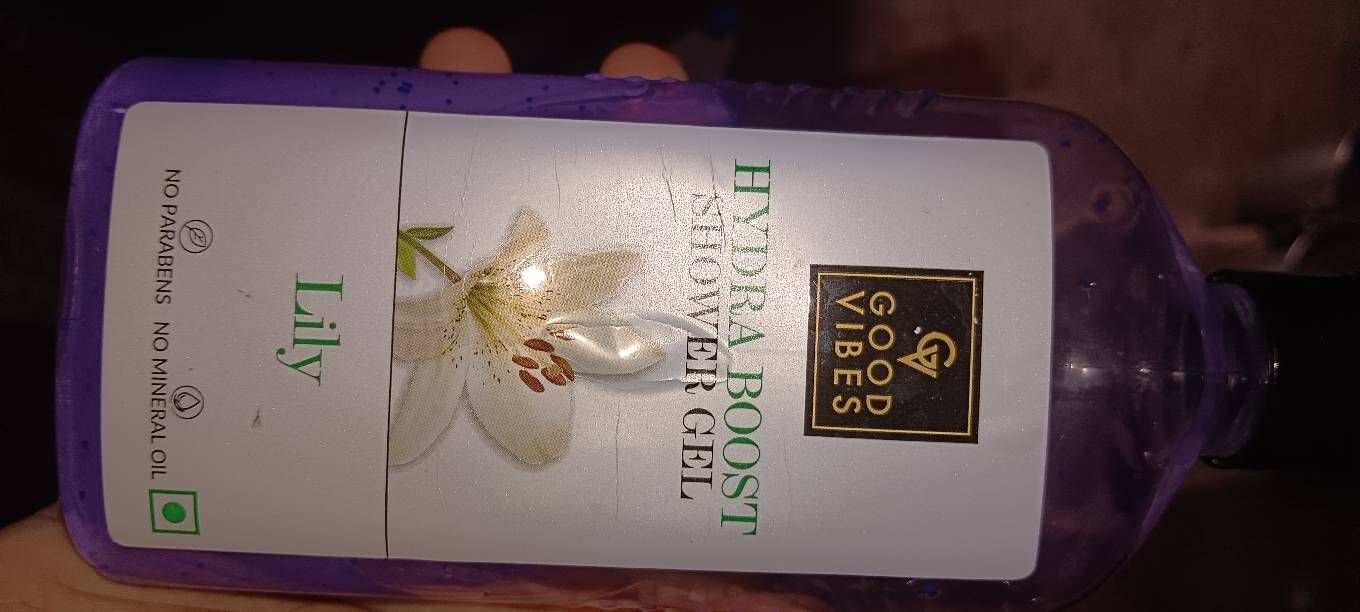 GOOD
VIBES
HYDRA BOOST
SHOWER GEL
Lily
NO PARABENS NO MINERAL OIL